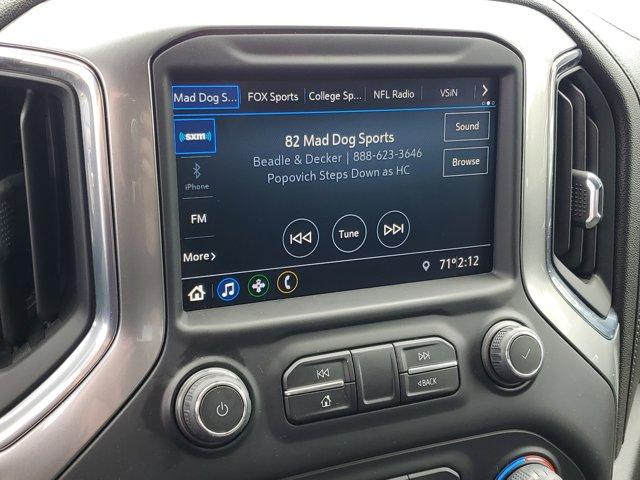 Mad Dog S... FOX Sports College Sp... NFL Radio VSiN
((sxm))
82 Mad Dog Sports
Sound
Beadle & Decker | 888-623-3646
Browse
Popovich Steps Down as HC
iPhone
FM
Tune
More
71° 2:12
BACK